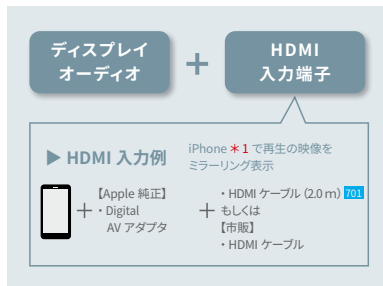 ディスプレイ
オーディオ
+
HDMI
入力端子
▶ HDMI 入力例
iPhone＊1で再生の映像を
ミラーリング表示
+
【Apple 純正】
・Digital
AV アダプタ
+
・HDMI ケーブル（2.0ｍ）701
もしくは
【市販】
・HDMI ケーブル